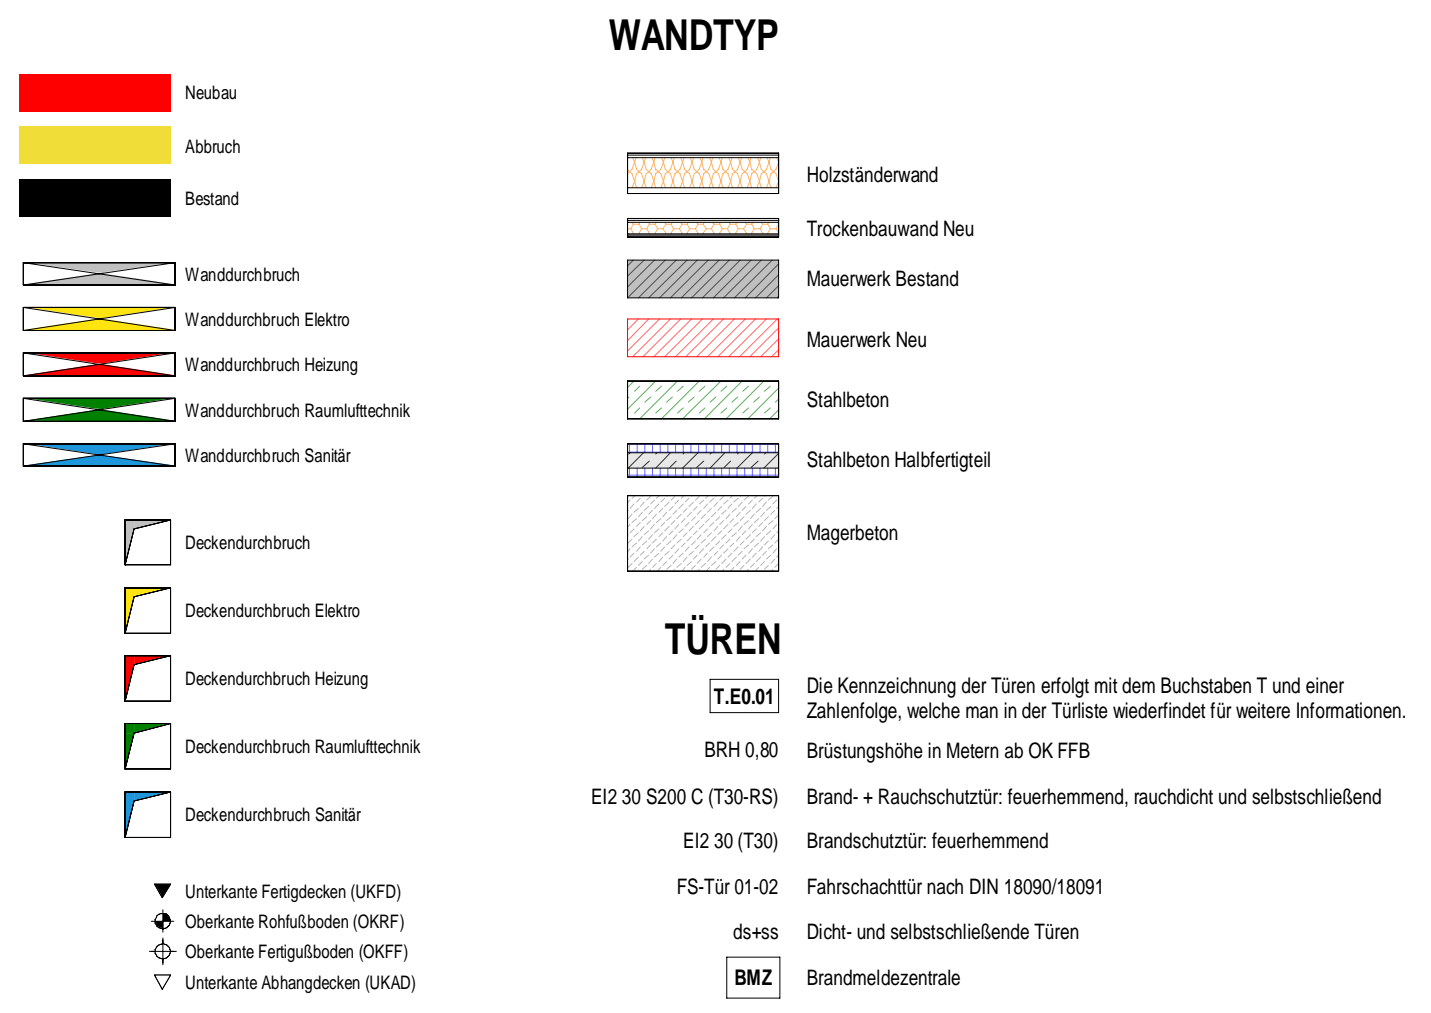 WANDTYP
Neubau
Abbruch
Bestand
Wanddurchbruch
Wanddurchbruch Elektro
Wanddurchbruch Heizung
Wanddurchbruch Raumlufttechnik
Wanddurchbruch Sanitär
Deckendurchbruch
Deckendurchbruch Elektro
Deckendurchbruch Heizung
Deckendurchbruch Raumlufttechnik
Deckendurchbruch Sanitär
Unterkante Fertigdecken (UKFD)
Oberkante Rohfußboden (OKRF)
Oberkante Fertigußboden (OKFF)
Unterkante Abhangdecken (UKAD)
Holzständerwand
Trockenbauwand Neu
Mauerwerk Bestand
Mauerwerk Neu
Stahlbeton
Stahlbeton Halbfertigteil
Magerbeton
TÜREN
T.E0.01 Die Kennzeichnung der Türen erfolgt mit dem Buchstaben T und einer
Zahlenfolge, welche man in der Türliste wiederfindet für weitere Informationen.
BRH 0,80 Brüstungshöhe in Metern ab OK FFB
EI2 30 S200 C (T30-RS) Brand- + Rauchschutztür: feuerhemmend, rauchdicht und selbstschließend
EI2 30 (T30) Brandschutztür: feuerhemmend
FS-Tür 01-02 Fahrschachttür nach DIN 18090/18091
ds+ss Dicht- und selbstschließende Türen
BMZ Brandmeldezentrale